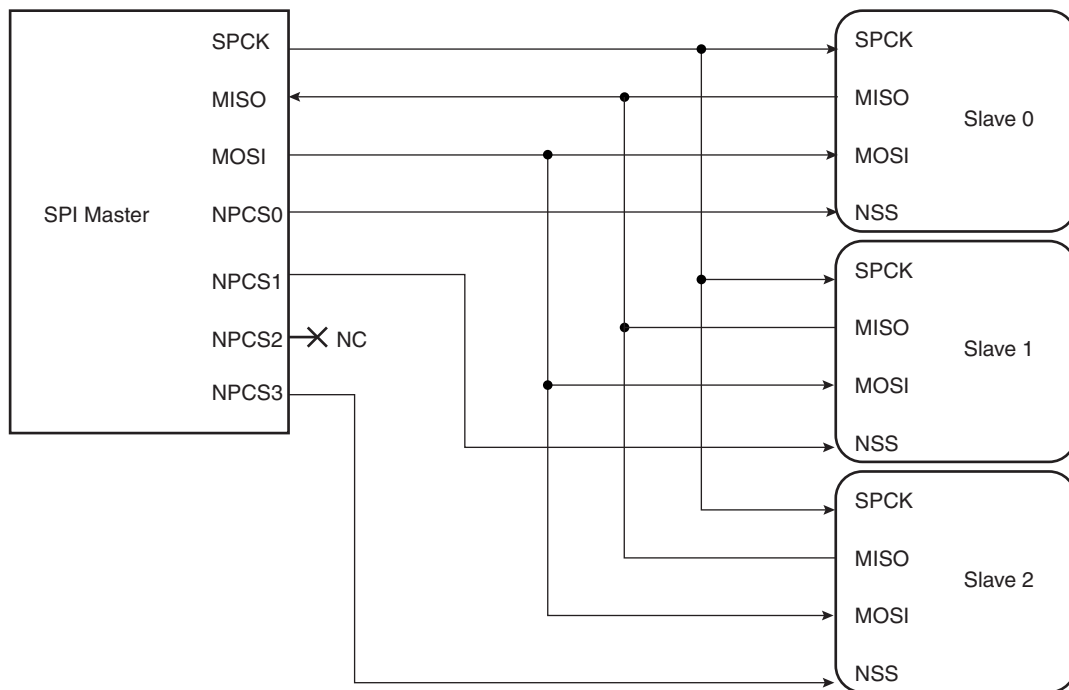 SPI Master
SPCK
MISO
MOSI
NPCS0
NPCS1
NPCS2
NC
NPCS3
SPCK
MISO
Slave 0
MOSI
NSS
SPCK
MISO
Slave 1
MOSI
NSS
SPCK
MISO
Slave 2
MOSI
NSS